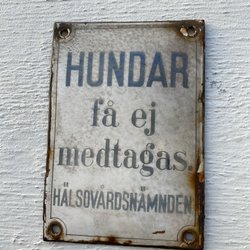 HUNDAR
få ej
medtagas.
HÄLSOVÅRDSNÄMNDEN